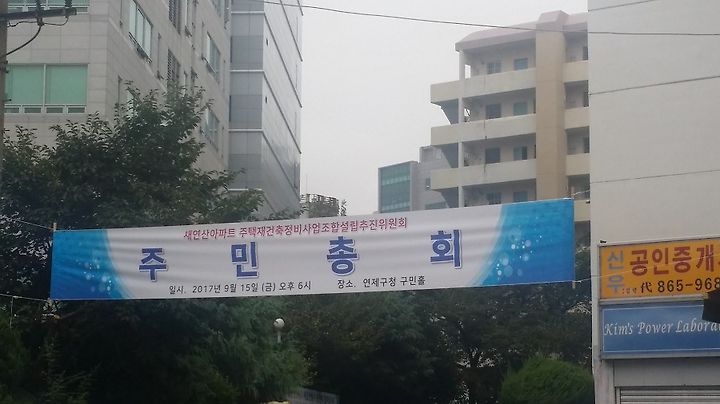 새연산아파트 주택재건축정비사업조합설립추진위원회
주 민 총 회
일시. 2017년 9월 15일 (금) 오후 6시 장소. 연제구청 구민홀
신우
공인중개
代 865-968
Kim's Power Labora